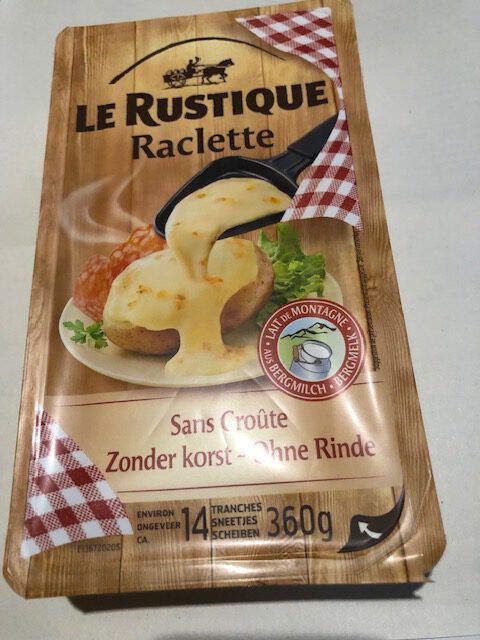 LE RUSTIQUE
Raclette
LAIT DE MONTAGNE • BERGMELK • AUS BERGMILCH •
Sans Croûte
Zonder korst - Ohne Rinde
ENVIRON
ONGEVEER
CA.
14
TRANCHES
SNEETJES
SCHEIBEN
360g